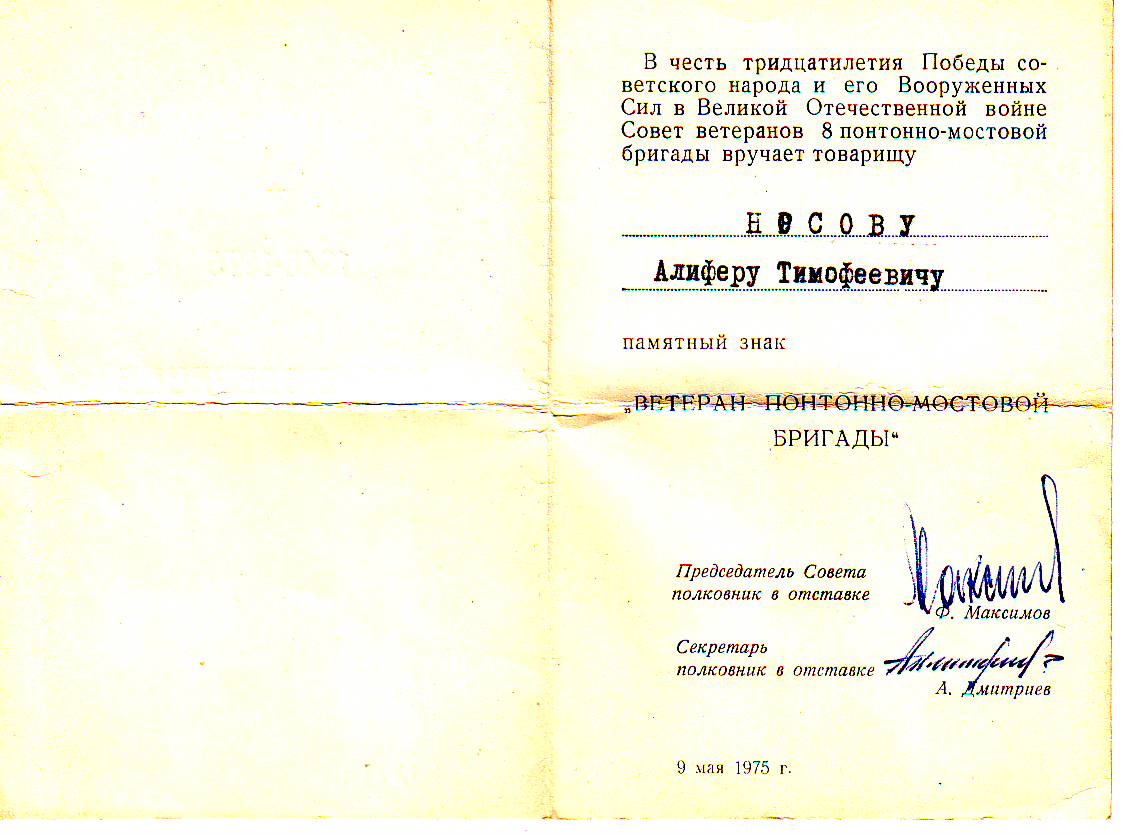 В честь тридцатилетия Победы со-
ветского народа и его Вооруженных
Сил в Великой Отечественной войне
Совет ветеранов 8 понтонно-мостовой
бригады вручает товарищу
НОСОВУ
Алиферу Тимофеевичу
памятный знак
„ВЕТЕРАН ПОНТОННО-МОСТОВОЙ
БРИГАДЫ“
Председатель Совета
полковник в отставке
Ф. Максимов
Секретарь
полковник в отставке
А. Дмитриев
9 мая 1975 г.